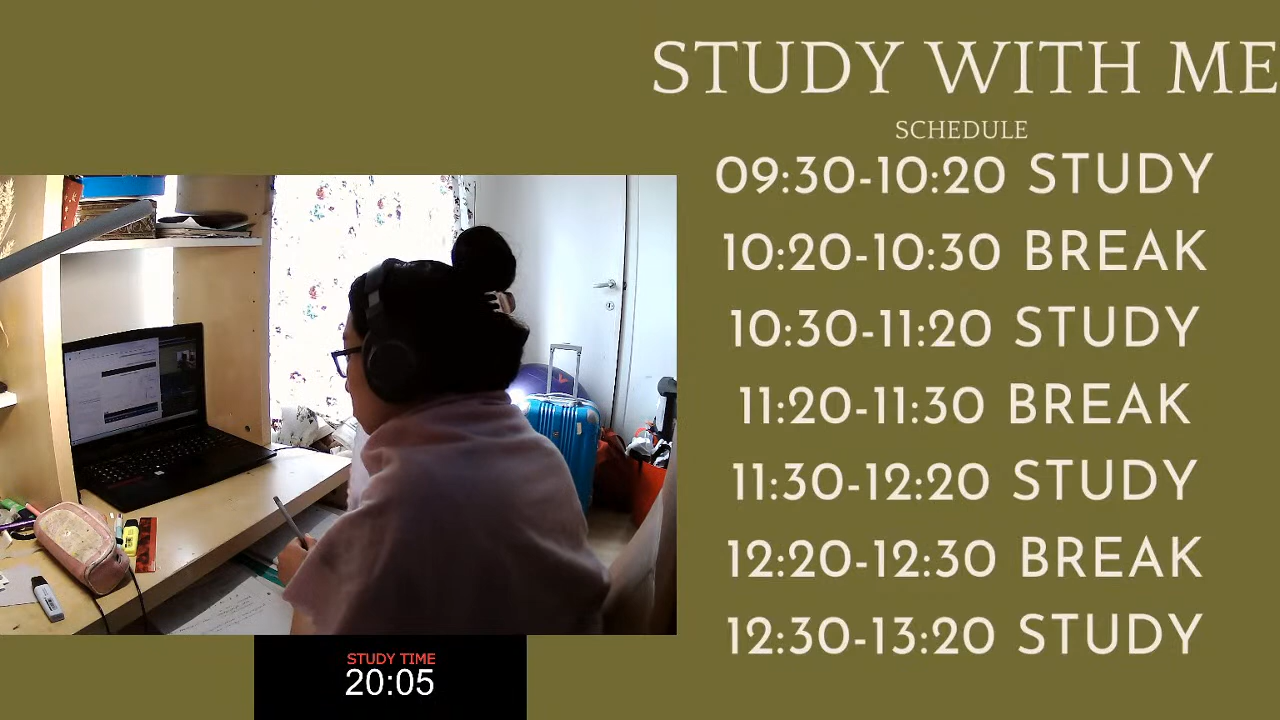 STUDY WITH ME
SCHEDULE
09:30-10:20 STUDY
10:20-10:30 BREAK
10:30-11:20 STUDY
11:20-11:30 BREAK
11:30-12:20 STUDY
12:20-12:30 BREAK
12:30-13:20 STUDY
STUDY TIME
20:05